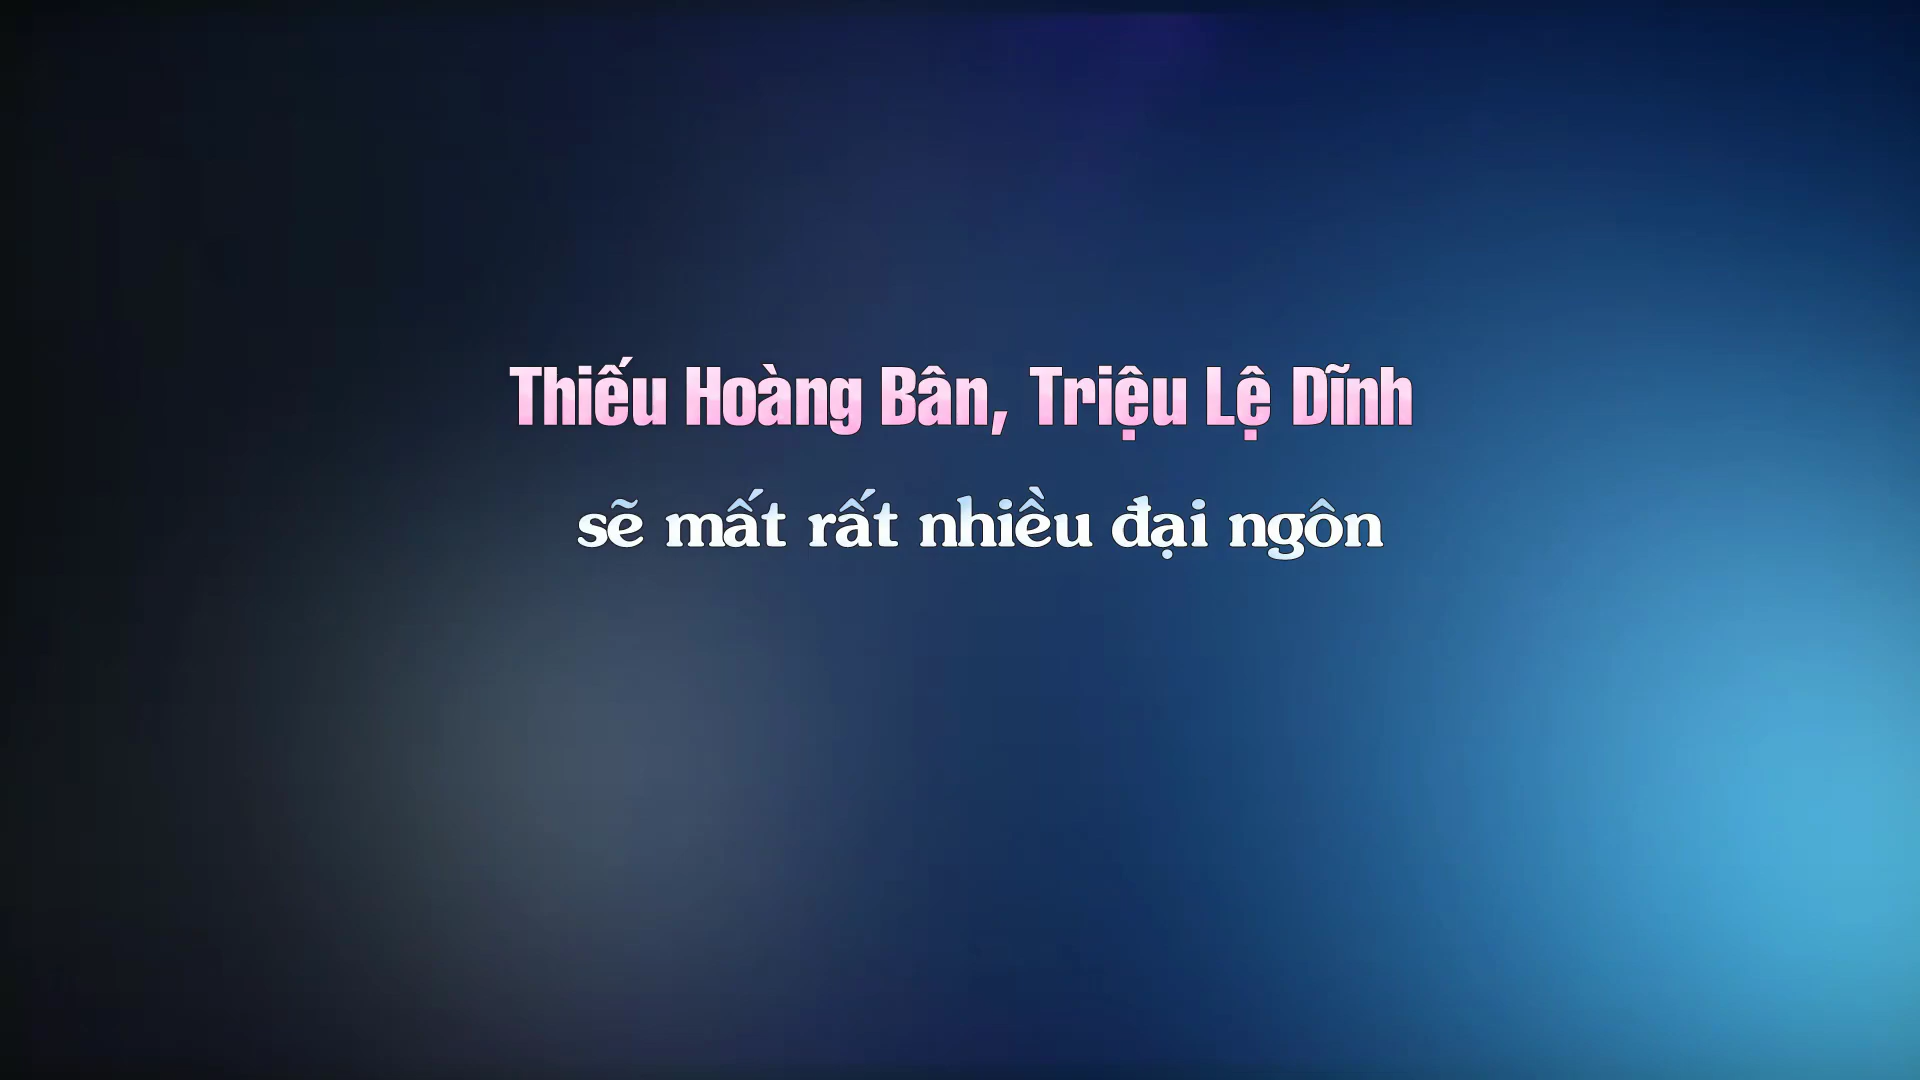 Thiếu Hoàng Bân, Triệu Lệ Dĩnh
sẽ mất rất nhiều đại ngôn